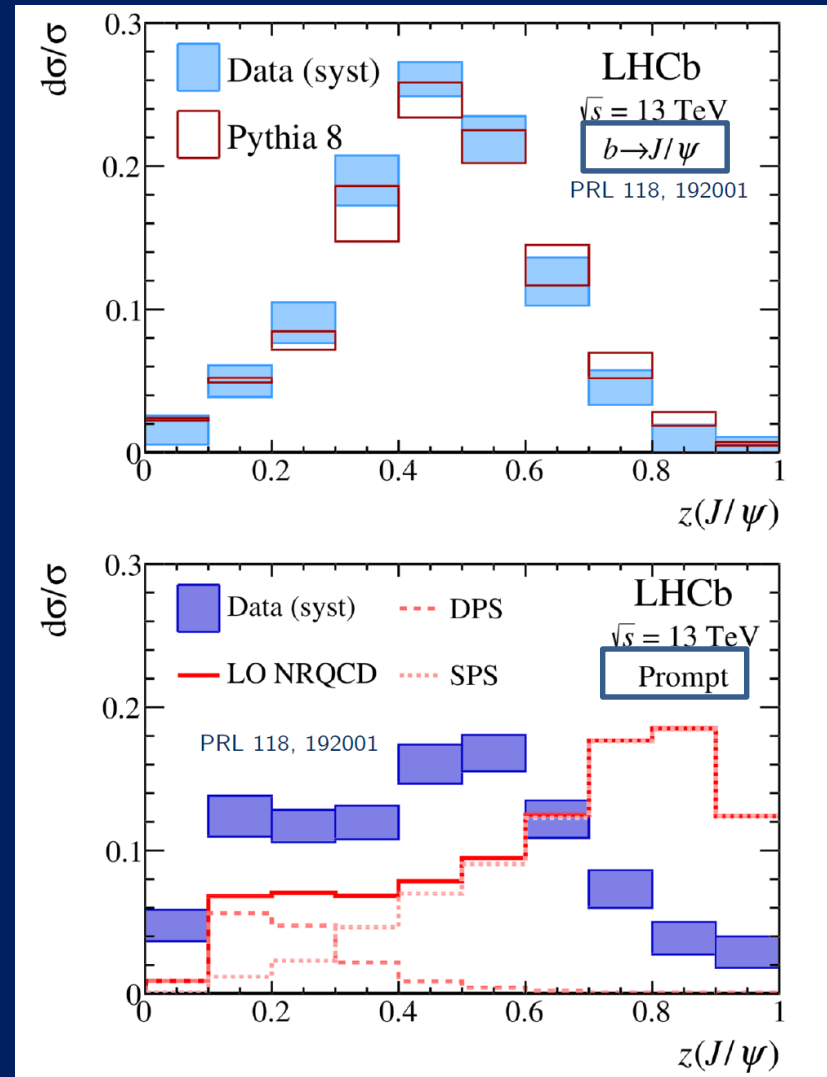 dσ/σ
0.3
0.2
0.1
0
Data (syst)
Pythia 8
LHCb
√s = 13 TeV
b→J/ψ
PRL 118, 192001
0 0.2 0.4 0.6 0.8 1
z(J/ψ)
dσ/σ
0.3
0.2
0.1
0
Data (syst) DPS
LO NRQCD SPS
LHCb
√s = 13 TeV
Prompt
PRL 118, 192001
0 0.2 0.4 0.6 0.8 1
z(J/ψ)